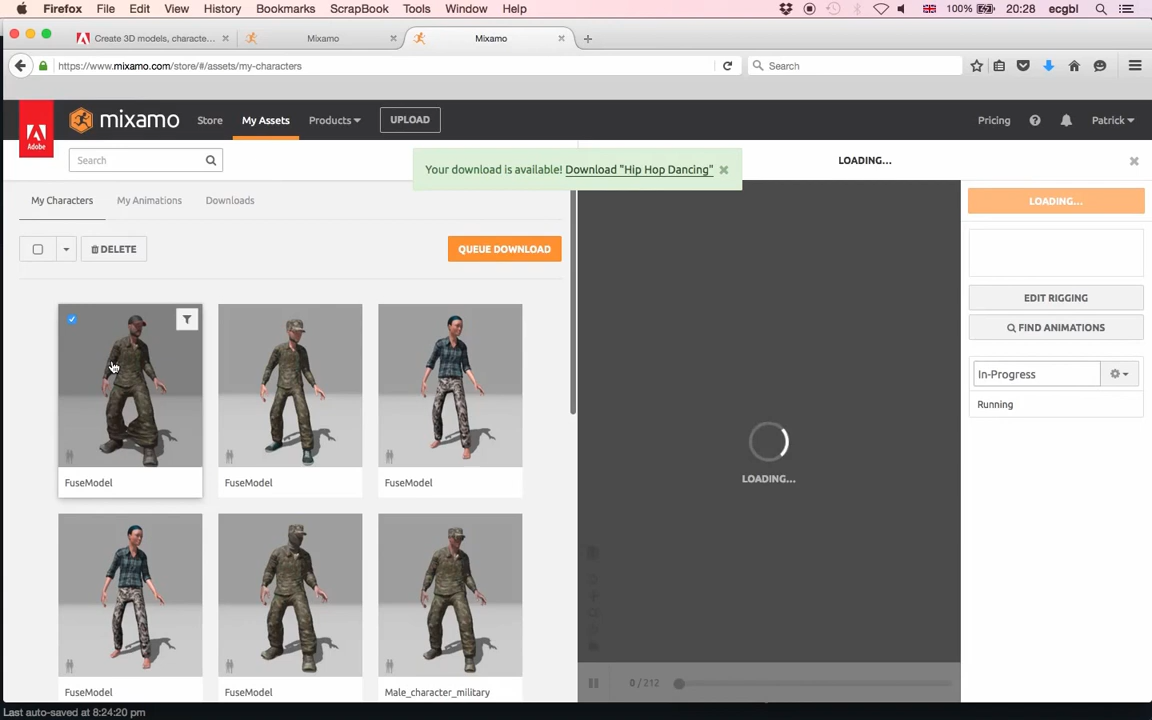 Firefox File Edit View History Bookmarks ScrapBook Tools Window Help 100% 20:28 ecgbl
Create 3D models, characte... Mixamo Mixamo
https://www.mixamo.com/store/#/assets/my-characters Search
Adobe mixamo Store My Assets Products UPLOAD Pricing Patrick
Search Your download is available! Download "Hip Hop Dancing" LOADING...
My Characters My Animations Downloads LOADING...
DELETE QUEUE DOWNLOAD
EDIT RIGGING
FIND ANIMATIONS
In-Progress
Running
LOADING...
FuseModel FuseModel FuseModel
FuseModel FuseModel Male_character_military
0 / 212
Last auto-saved at 8:24:20 pm